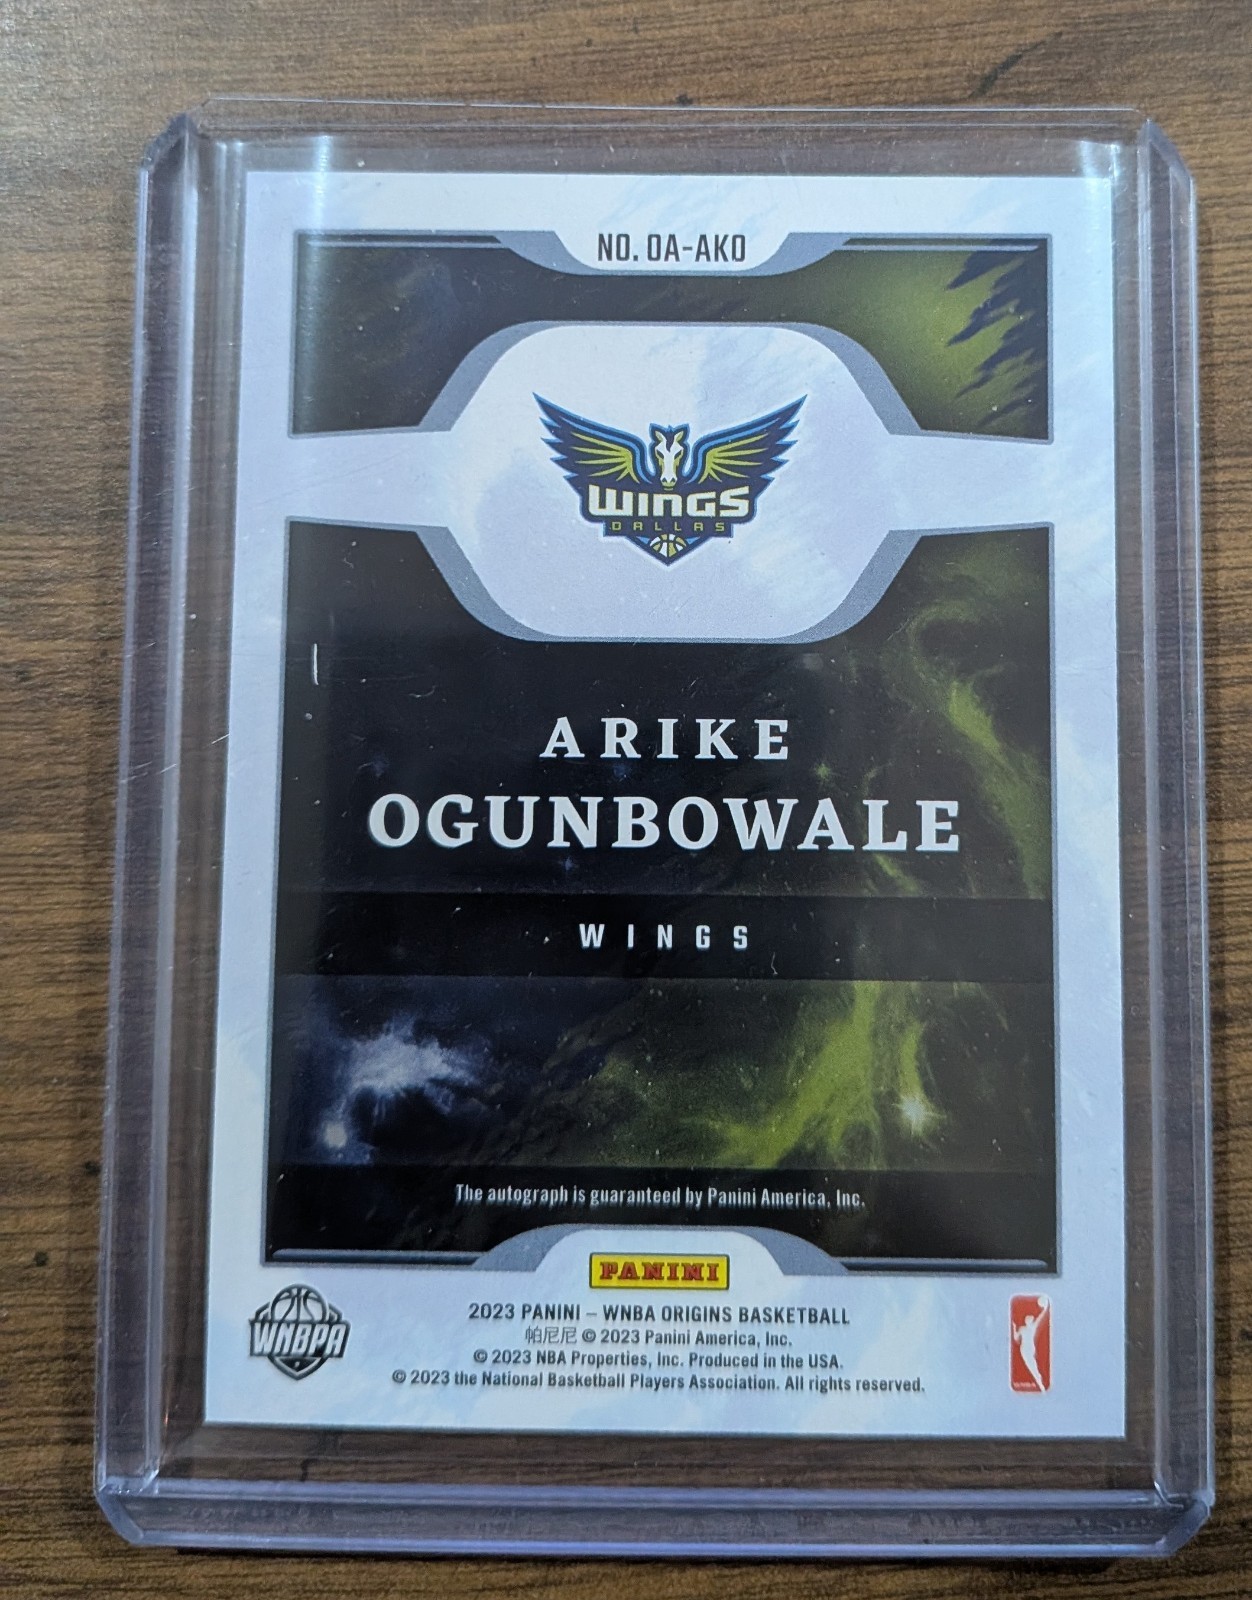 NO. OA-AKO
WINGS
DALLAS
ARIKE
OGUNBOWALE
WINGS
The autograph is guaranteed by Panini America, Inc.
PANINI
2023 PANINI – WNBA ORIGINS BASKETBALL
帕尼尼 © 2023 Panini America, Inc.
© 2023 NBA Properties, Inc. Produced in the USA.
© 2023 the National Basketball Players Association. All rights reserved.
WNBPA
WNBA